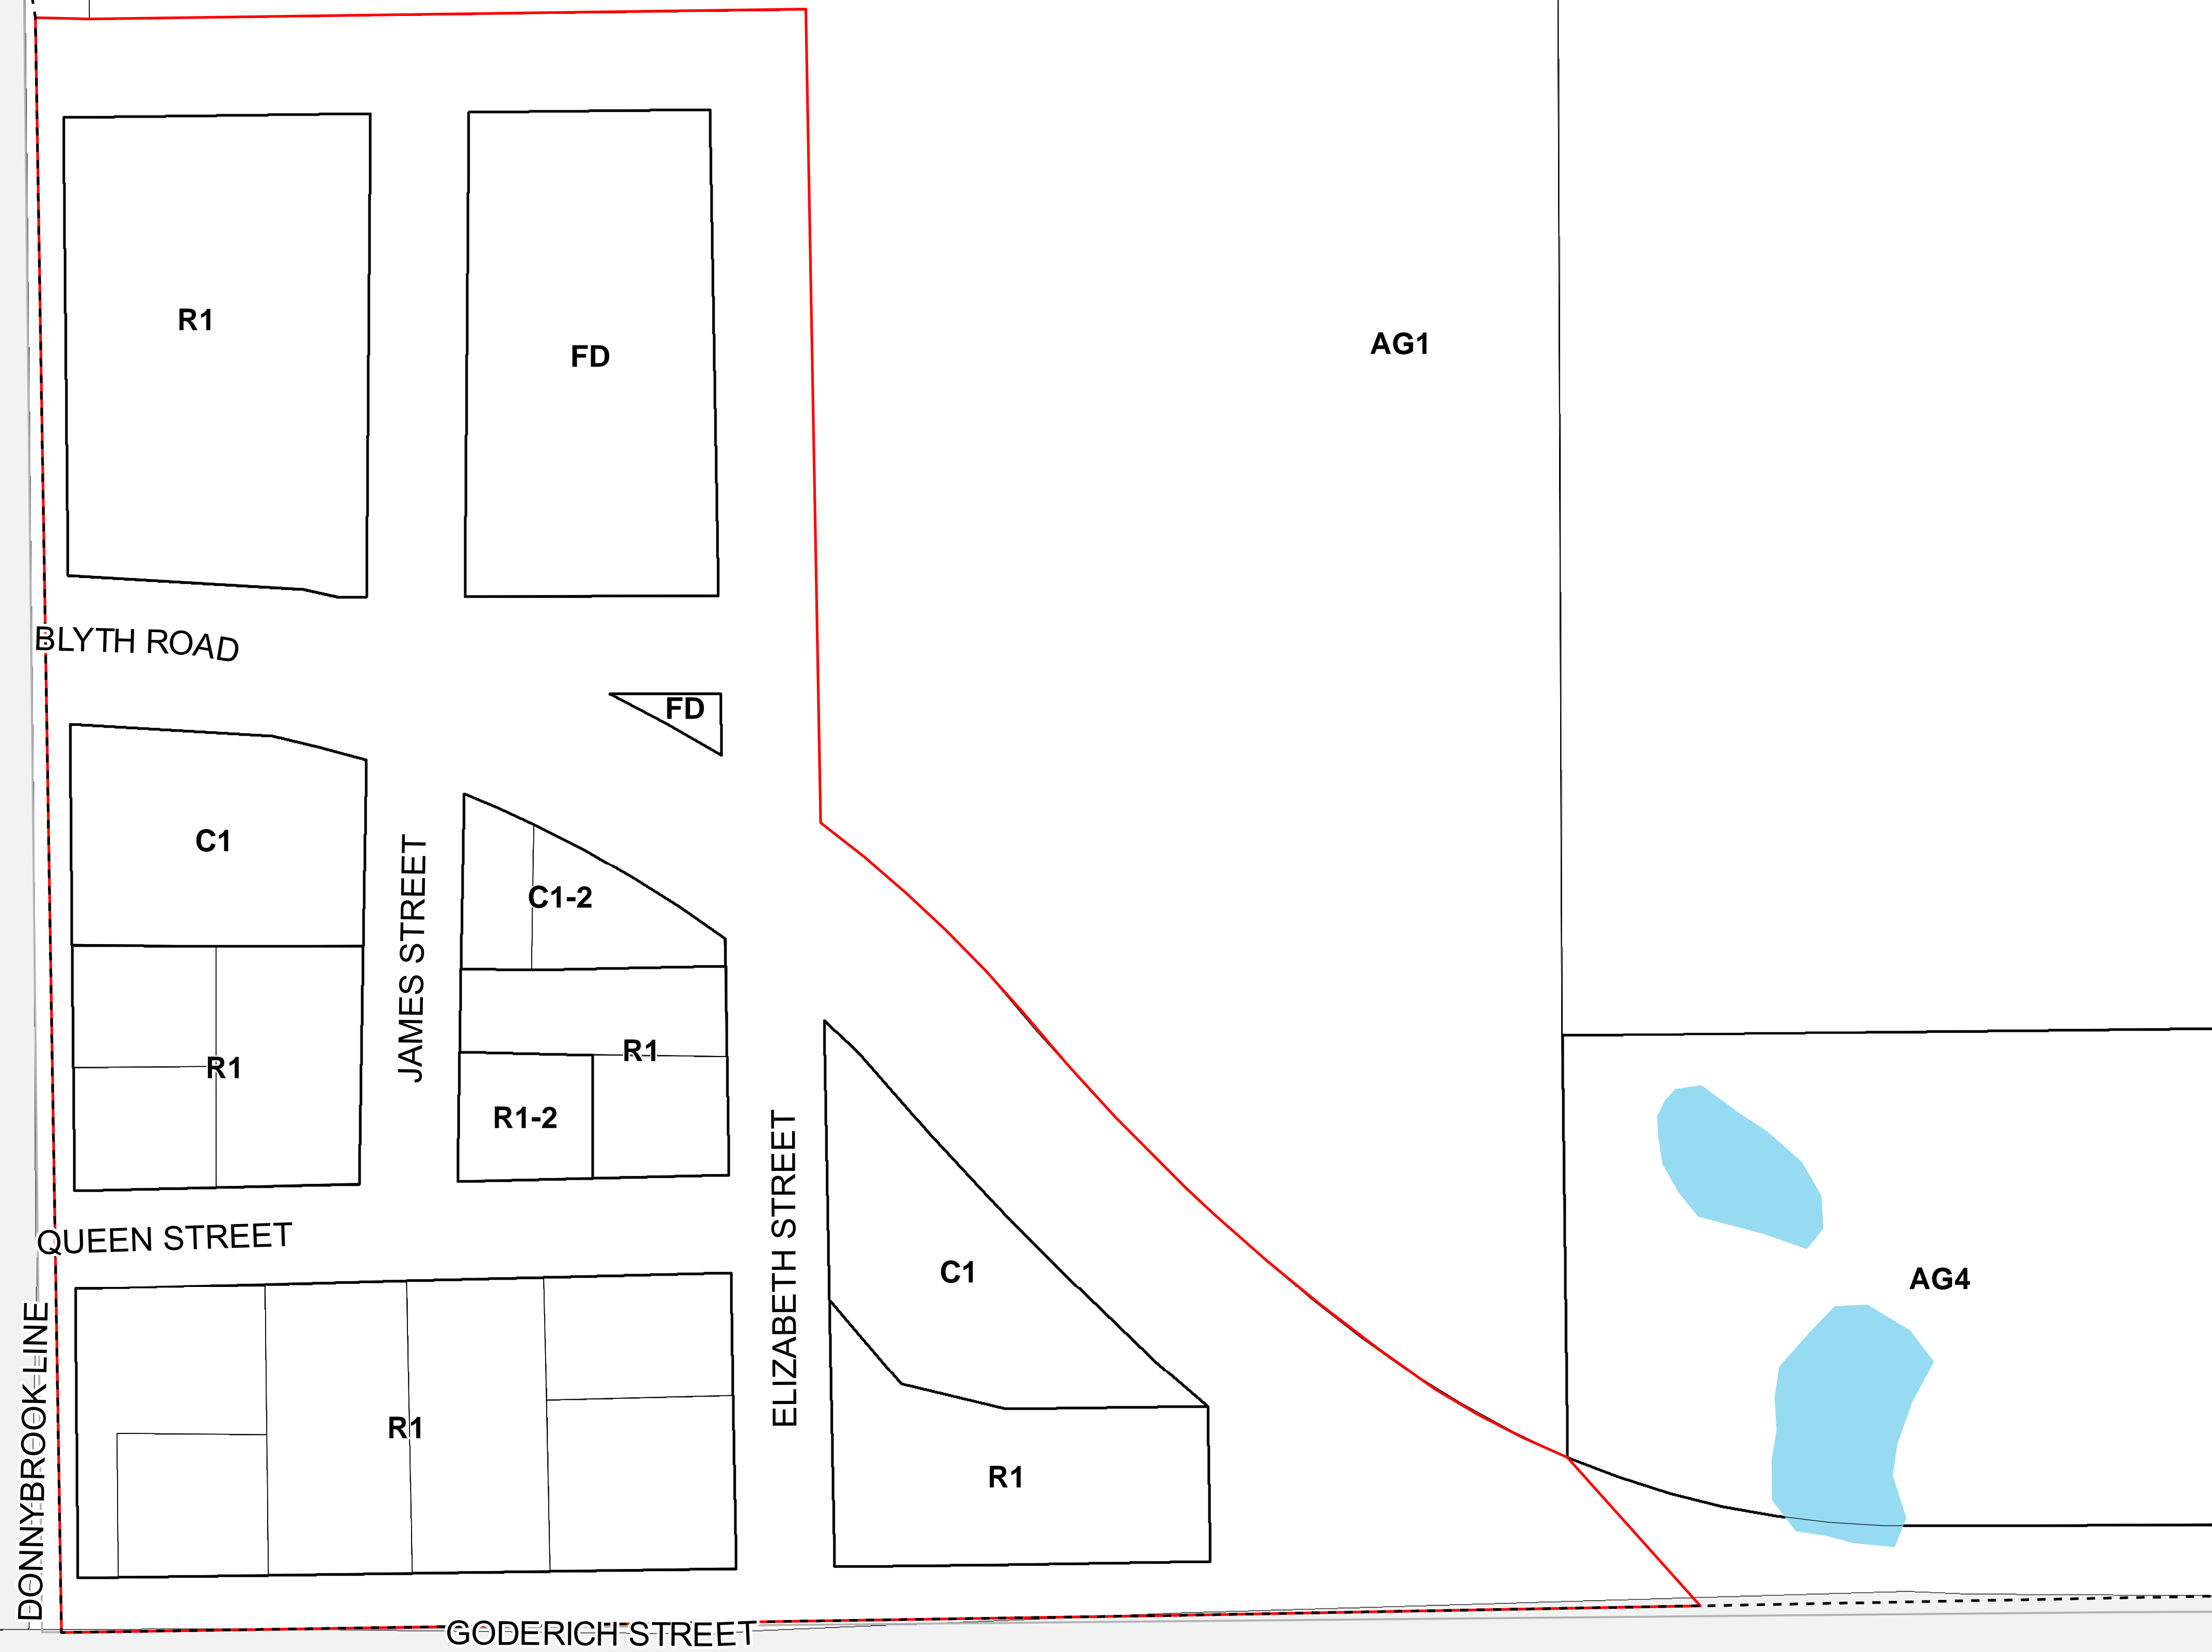 R1
FD
AG1
BLYTH ROAD
FD
C1
C1-2
JAMES STREET
R1
R1
R1-2
QUEEN STREET
ELIZABETH STREET
C1
AG4
DONNYBROOK LINE
R1
R1
GODERICH STREET